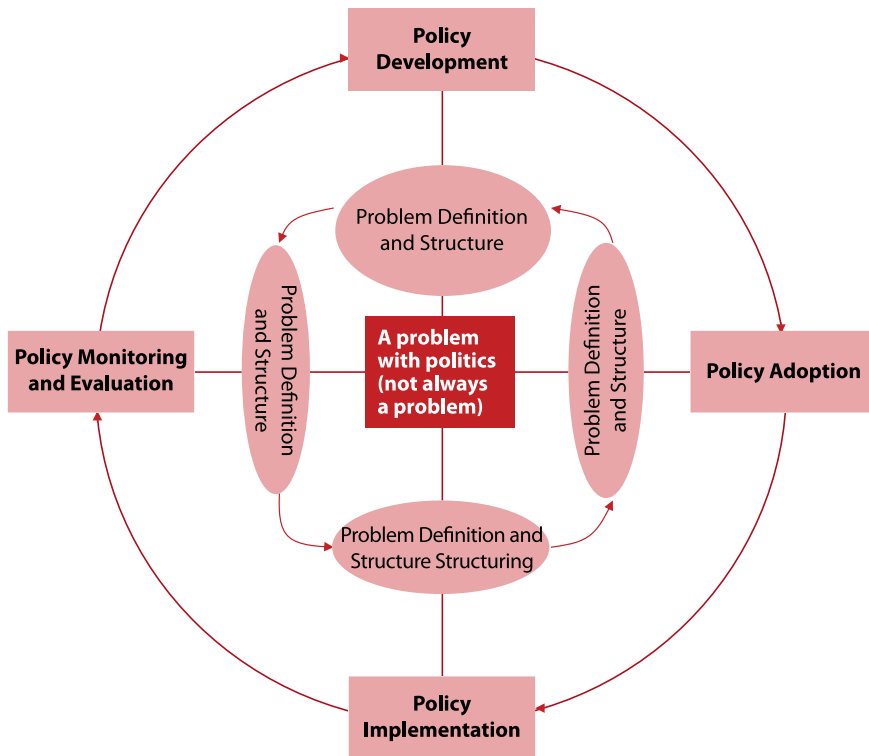 Policy
Development
Problem Definition
and Structure
Problem Definition
and Structure
A problem
with politics
(not always
a problem)
Problem Definition
and Structure
Policy Monitoring
and Evaluation
Policy Adoption
Problem Definition and
Structure Structuring
Policy
Implementation